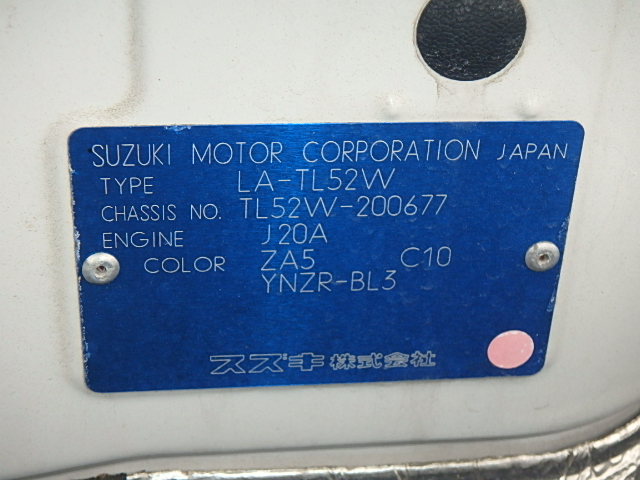 SUZUKI MOTOR CORPORATION JAPAN
TYPE LA-TL52W
CHASSIS NO. TL52W-200677
ENGINE J20A
COLOR ZA5 C10
YNZR-BL3
スズキ株式会社